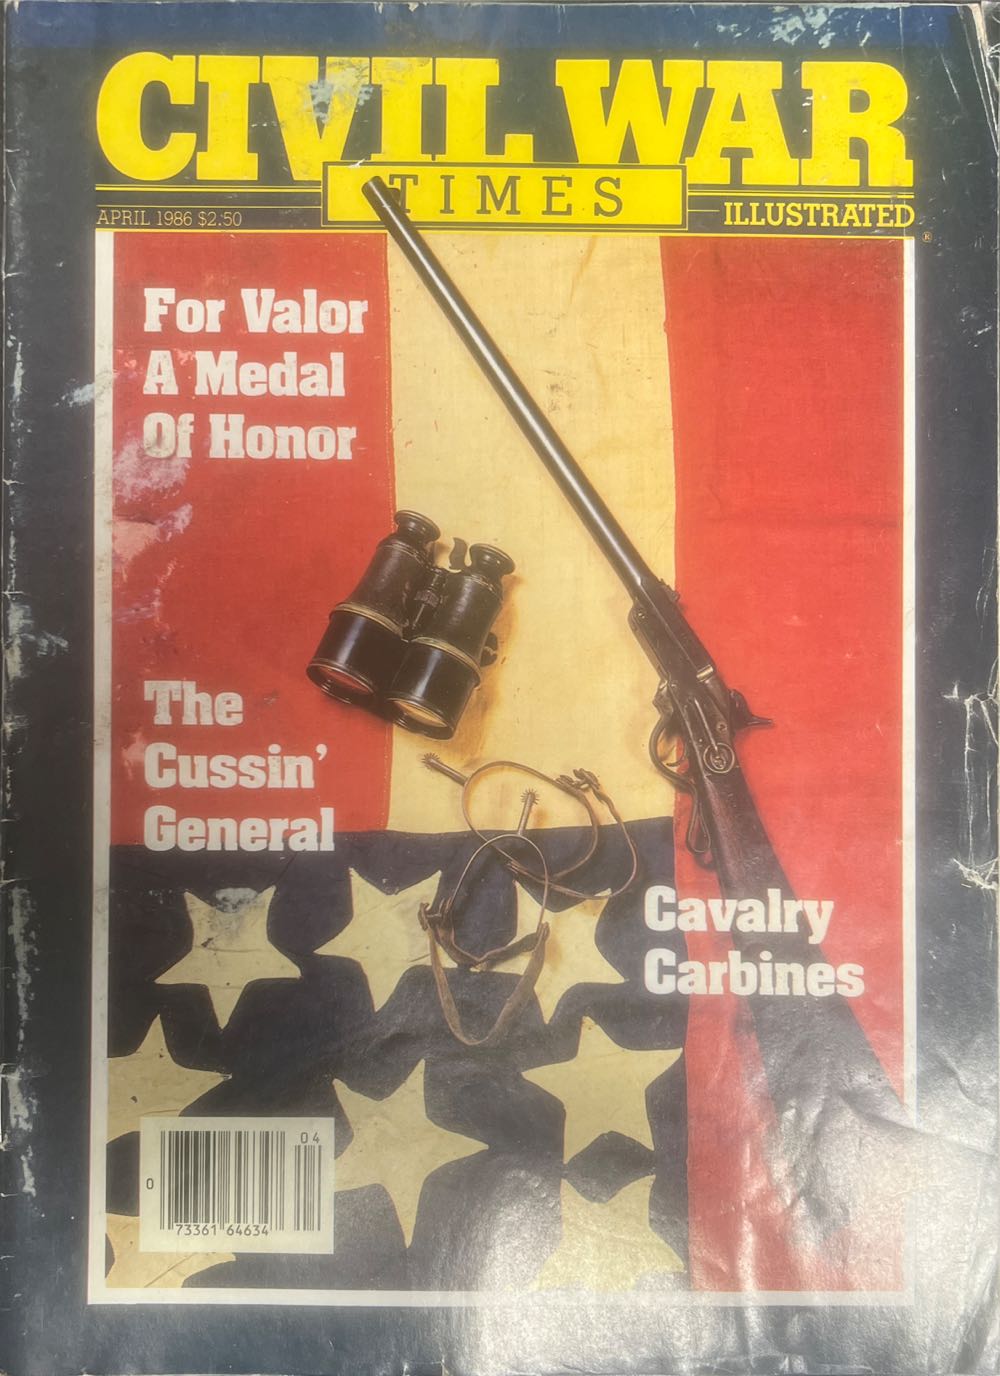 CIVIL WAR
TIMES
APRIL 1986 $2.50
ILLUSTRATED
®
For Valor
A Medal
Of Honor
The
Cussin'
General
Cavalry
Carbines
04
0
73361 64634